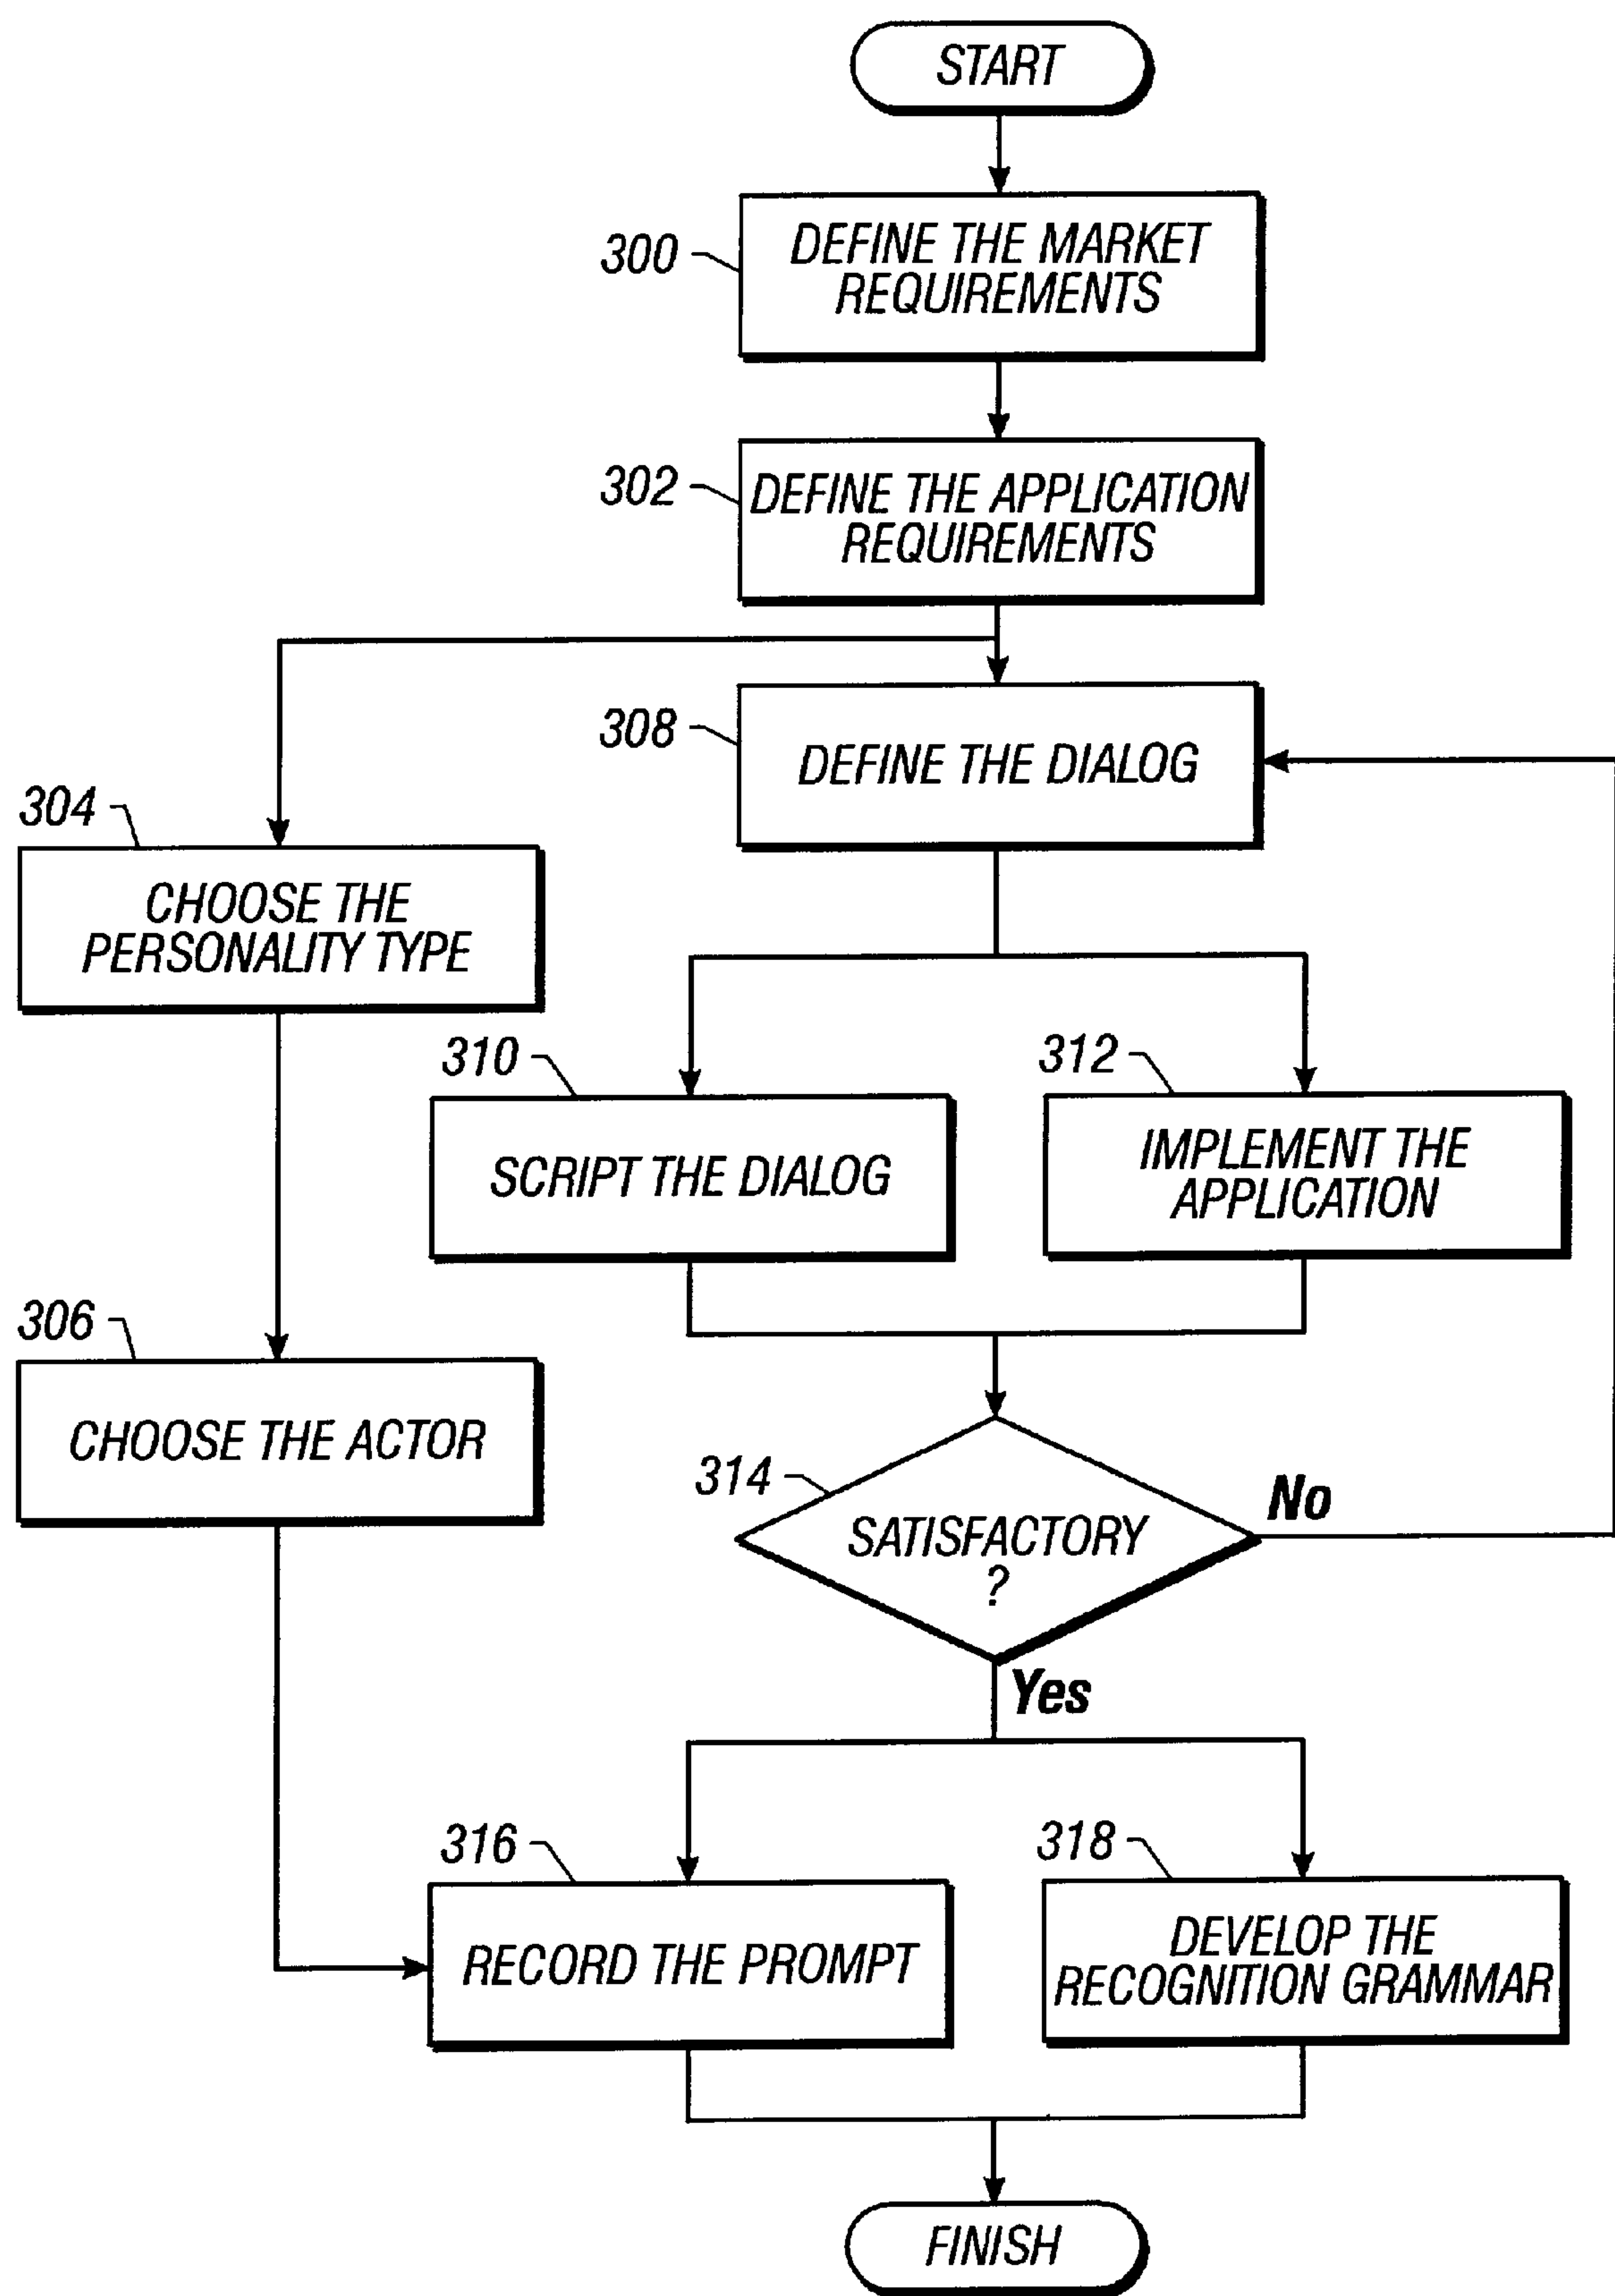 START
300
DEFINE THE MARKET
REQUIREMENTS
302
DEFINE THE APPLICATION
REQUIREMENTS
308
DEFINE THE DIALOG
304
CHOOSE THE
PERSONALITY TYPE
310
SCRIPT THE DIALOG
312
IMPLEMENT THE
APPLICATION
306
CHOOSE THE ACTOR
314
SATISFACTORY
?
No
Yes
316
RECORD THE PROMPT
318
DEVELOP THE
RECOGNITION GRAMMAR
FINISH